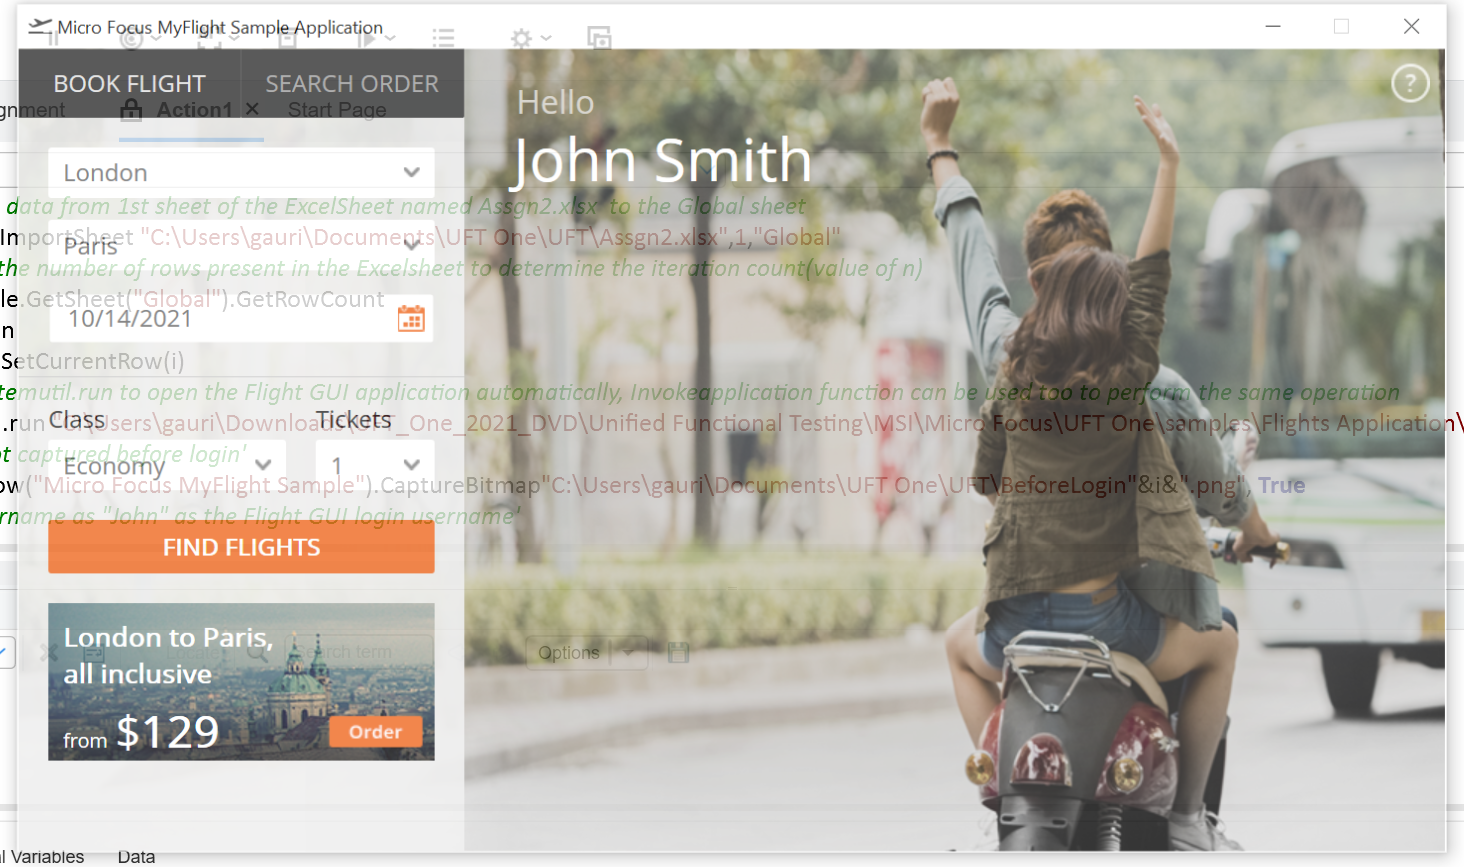 Micro Focus MyFlight Sample Application
BOOK FLIGHT SEARCH ORDER
?
gnment Action1 Start Page
Hello
John Smith
London
data from 1st sheet of the ExcelSheet named Assgn2.xlsx to the Global sheet
ImportSheet "C:\Users\gauri\Documents\UFT One\UFT\Assgn2.xlsx",1,"Global"
Paris
the number of rows present in the Excelsheet to determine the iteration count(value of n)
le.GetSheet("Global").GetRowCount
10/14/2021
n
SetCurrentRow(i)
temutil.run to open the Flight GUI application automatically, Invokeapplication function can be used too to perform the same operation
Class Tickets
.run "C:\Users\gauri\Downloads\UFT_One_2021_DVD\Unified Functional Testing\MSI\Micro Focus\UFT One\samples\Flights Application\
ot captured before login'
Economy 1
ow("Micro Focus MyFlight Sample").CaptureBitmap"C:\Users\gauri\Documents\UFT One\UFT\BeforeLogin"&i&".png", True
rname as "John" as the Flight GUI login username'
FIND FLIGHTS
London to Paris,
all inclusive
Locate Search term Options
from $129
Order
al Variables Data